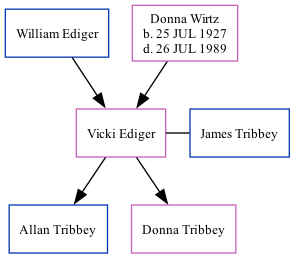 William Ediger
Donna Wirtz
b. 25 JUL 1927
d. 26 JUL 1989
Vicki Ediger
James Tribbey
Allan Tribbey
Donna Tribbey